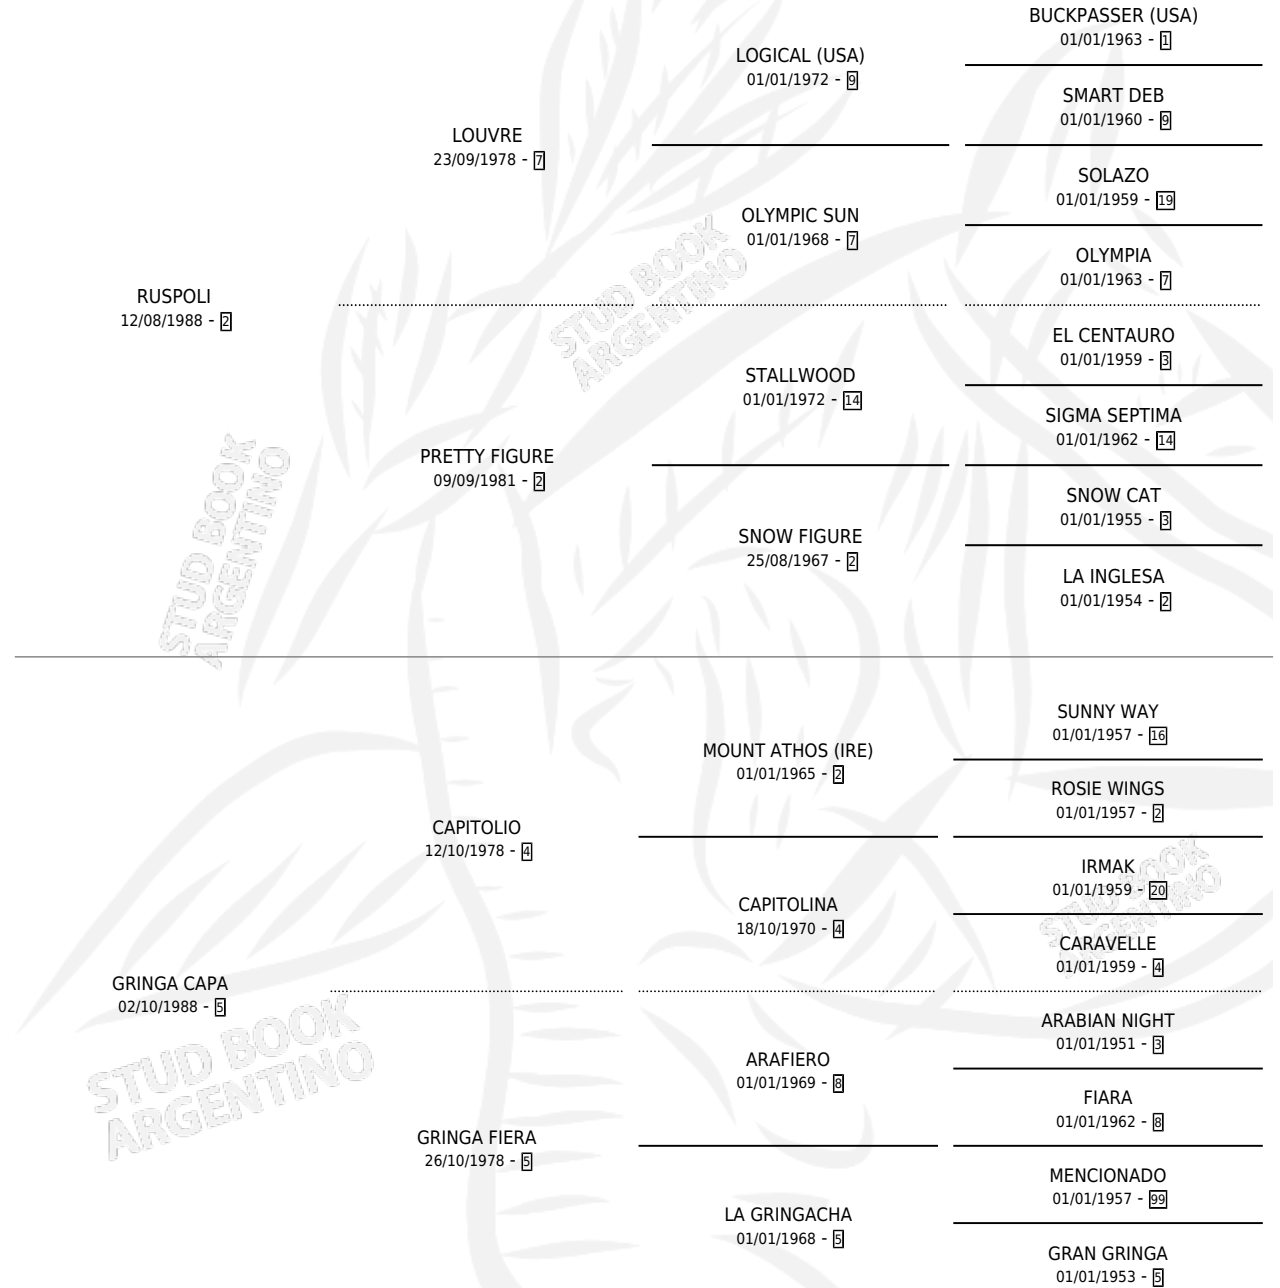 BUCKPASSER (USA)
01/01/1963 - 1
LOGICAL (USA)
01/01/1972 - 9
SMART DEB
01/01/1960 - 9
LOUVRE
23/09/1978 - 7
SOLAZO
01/01/1959 - 19
OLYMPIC SUN
01/01/1968 - 7
OLYMPIA
01/01/1963 - 7
RUSPOLI
12/08/1988 - 2
EL CENTAURO
01/01/1959 - 3
STALLWOOD
01/01/1972 - 14
SIGMA SEPTIMA
01/01/1962 - 14
PRETTY FIGURE
09/09/1981 - 2
SNOW CAT
01/01/1955 - 3
SNOW FIGURE
25/08/1967 - 2
LA INGLESA
01/01/1954 - 2
SUNNY WAY
01/01/1957 - 16
MOUNT ATHOS (IRE)
01/01/1965 - 2
ROSIE WINGS
01/01/1957 - 2
CAPITOLIO
12/10/1978 - 4
IRMAK
01/01/1959 - 20
CAPITOLINA
18/10/1970 - 4
CARAVELLE
01/01/1959 - 4
GRINGA CAPA
02/10/1988 - 5
ARABIAN NIGHT
01/01/1951 - 3
ARAFIERO
01/01/1969 - 8
FIARA
01/01/1962 - 8
GRINGA FIERA
26/10/1978 - 5
MENCIONADO
01/01/1957 - 99
LA GRINGACHA
01/01/1968 - 5
GRAN GRINGA
01/01/1953 - 5
STUD BOOK
ARGENTINO
STUD BOOK
ARGENTINO
STUD BOOK
ARGENTINO
STUD BOOK
ARGENTINO